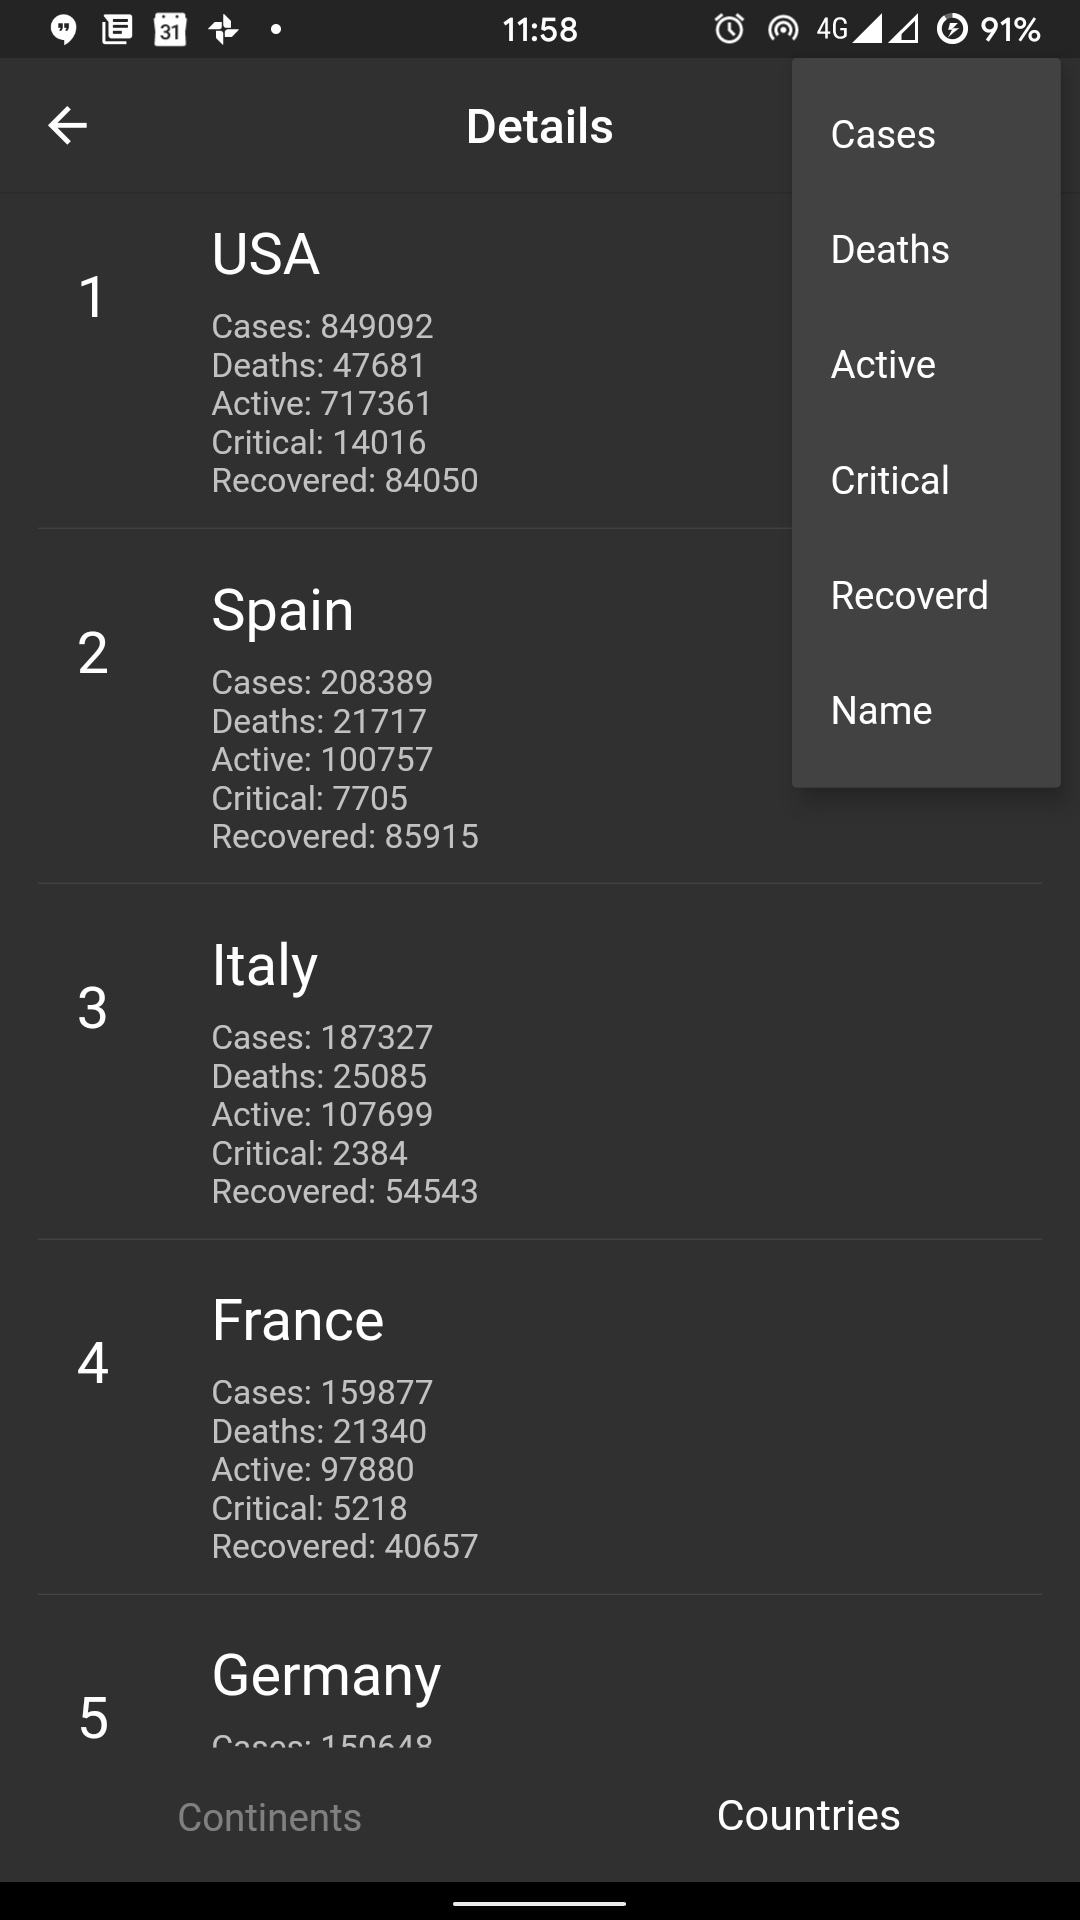 31
11:58
4G
91%
Details
Cases
Deaths
Active
Critical
Recoverd
Name
1
USA
Cases: 849092
Deaths: 47681
Active: 717361
Critical: 14016
Recovered: 84050
2
Spain
Cases: 208389
Deaths: 21717
Active: 100757
Critical: 7705
Recovered: 85915
3
Italy
Cases: 187327
Deaths: 25085
Active: 107699
Critical: 2384
Recovered: 54543
4
France
Cases: 159877
Deaths: 21340
Active: 97880
Critical: 5218
Recovered: 40657
5
Germany
Cases: 150648
Continents
Countries